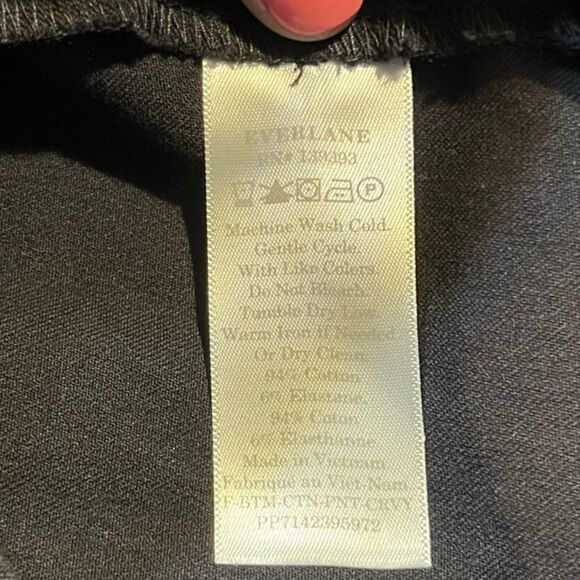 EVERLANE
RN# 139393
P
Machine Wash Cold.
Gentle Cycle.
With Like Colors.
Do Not Bleach.
Tumble Dry Low.
Warm Iron If Needed.
Or Dry Clean.
94% Cotton
6% Elastane.
94% Coton
6% Elasthanne.
Made in Vietnam
Fabriqué au Viet-Nam
F-BTM-CTN-PNT-CRVY
PP7142395972